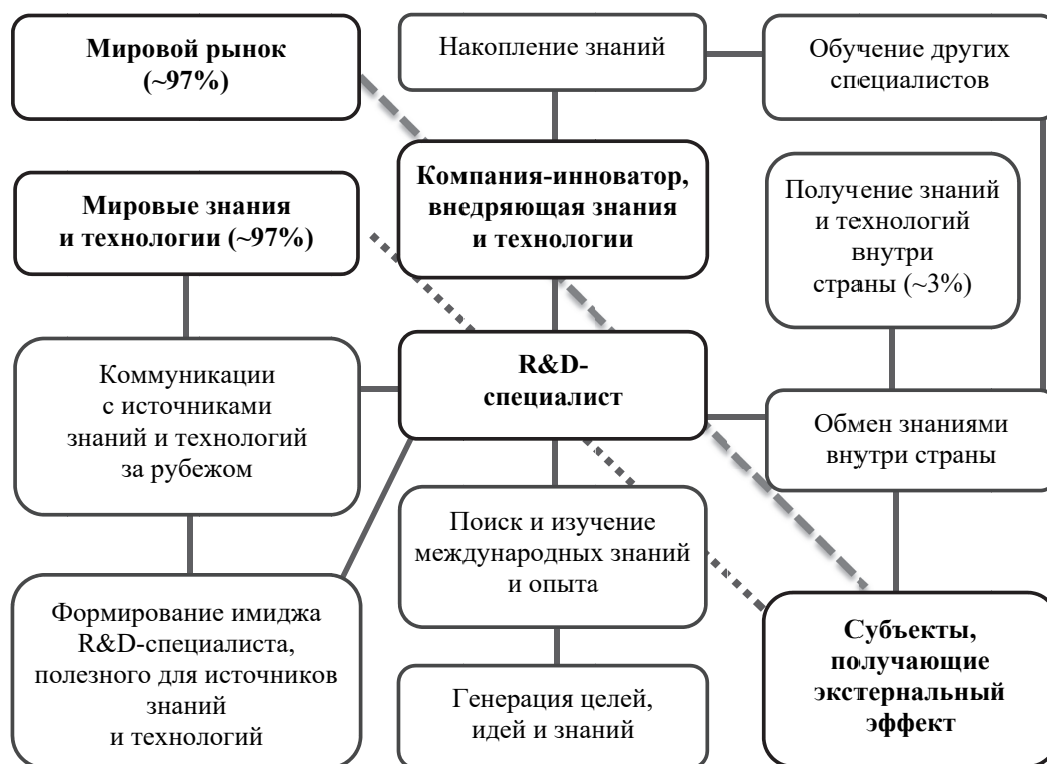 Мировой рынок
(~97%)
Накопление знаний
Обучение других
специалистов
Мировые знания
и технологии (~97%)
Компания-инноватор,
внедряющая знания
и технологии
Получение знаний
и технологий
внутри
страны (~3%)
Коммуникации
с источниками
знаний и технологий
за рубежом
R&D-
специалист
Обмен знаниями
внутри страны
Формирование имиджа
R&D-специалиста,
полезного для источников
знаний
и технологий
Поиск и изучение
международных знаний
и опыта
Генерация целей,
идей и знаний
Субъекты,
получающие
экстернальный
эффект